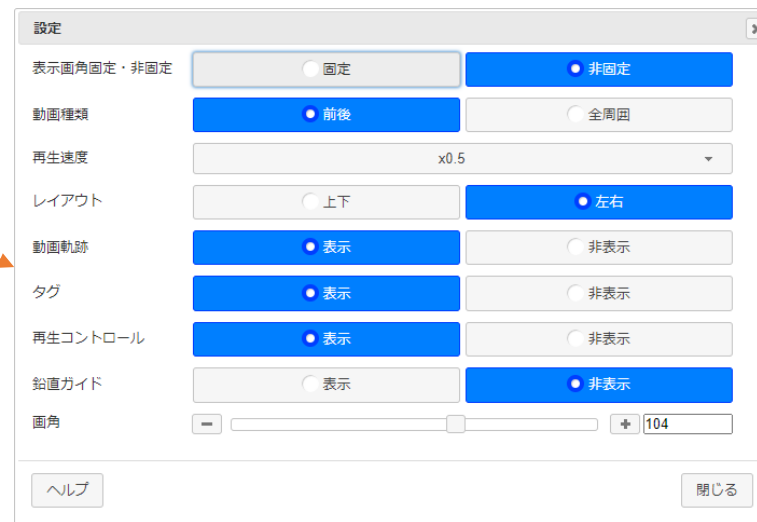 設定
表示画角固定・非固定 固定 非固定
動画種類 前後 全周囲
再生速度 x0.5
レイアウト 上下 左右
動画軌跡 表示 非表示
タグ 表示 非表示
再生コントロール 表示 非表示
鉛直ガイド 表示 非表示
画角 104
ヘルプ 閉じる